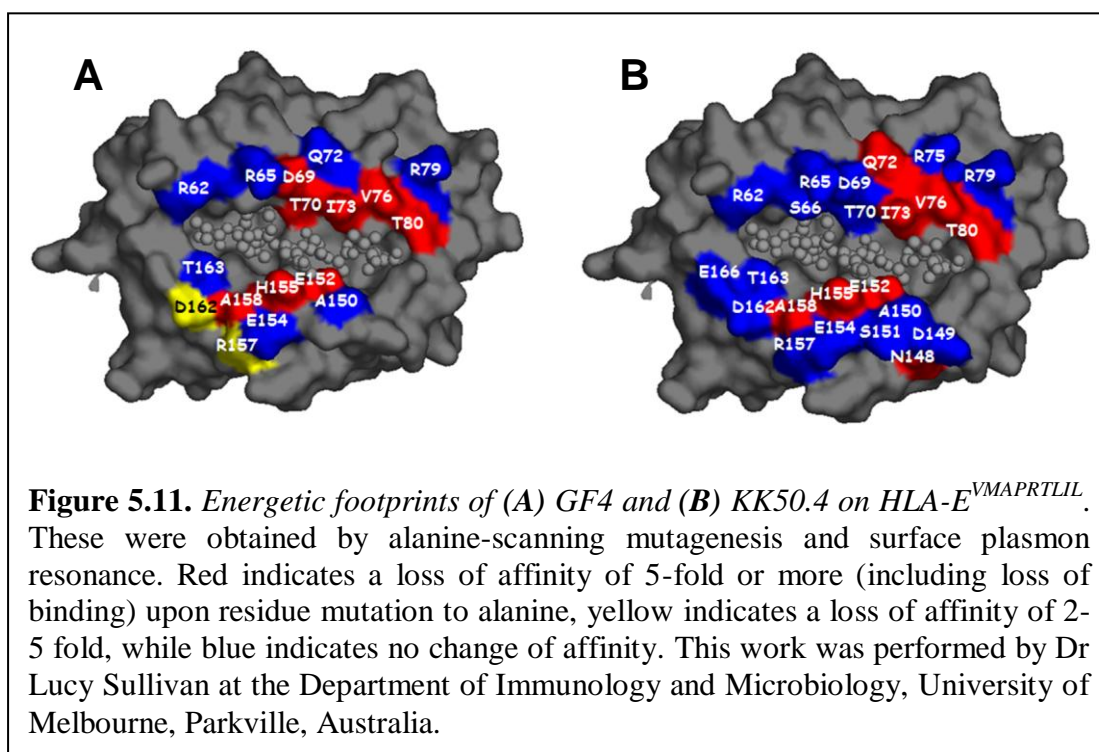 A
B
Q72
R79
R65 D69
R62
V76
T70 I73
T80
T163
E152
H155
D162 A158
A150
E154
R157
Q72 R75
R79
R65 D69
R62
V76
S66 T70 I73
T80
E166 T163
E152
H155
D162 A158
A150
E154 S151 D149
R157
N148
Figure 5.11. Energetic footprints of (A) GF4 and (B) KK50.4 on HLA-E^VMAPRTLIL.
These were obtained by alanine-scanning mutagenesis and surface plasmon
resonance. Red indicates a loss of affinity of 5-fold or more (including loss of
binding) upon residue mutation to alanine, yellow indicates a loss of affinity of 2-
5 fold, while blue indicates no change of affinity. This work was performed by Dr
Lucy Sullivan at the Department of Immunology and Microbiology, University of
Melbourne, Parkville, Australia.